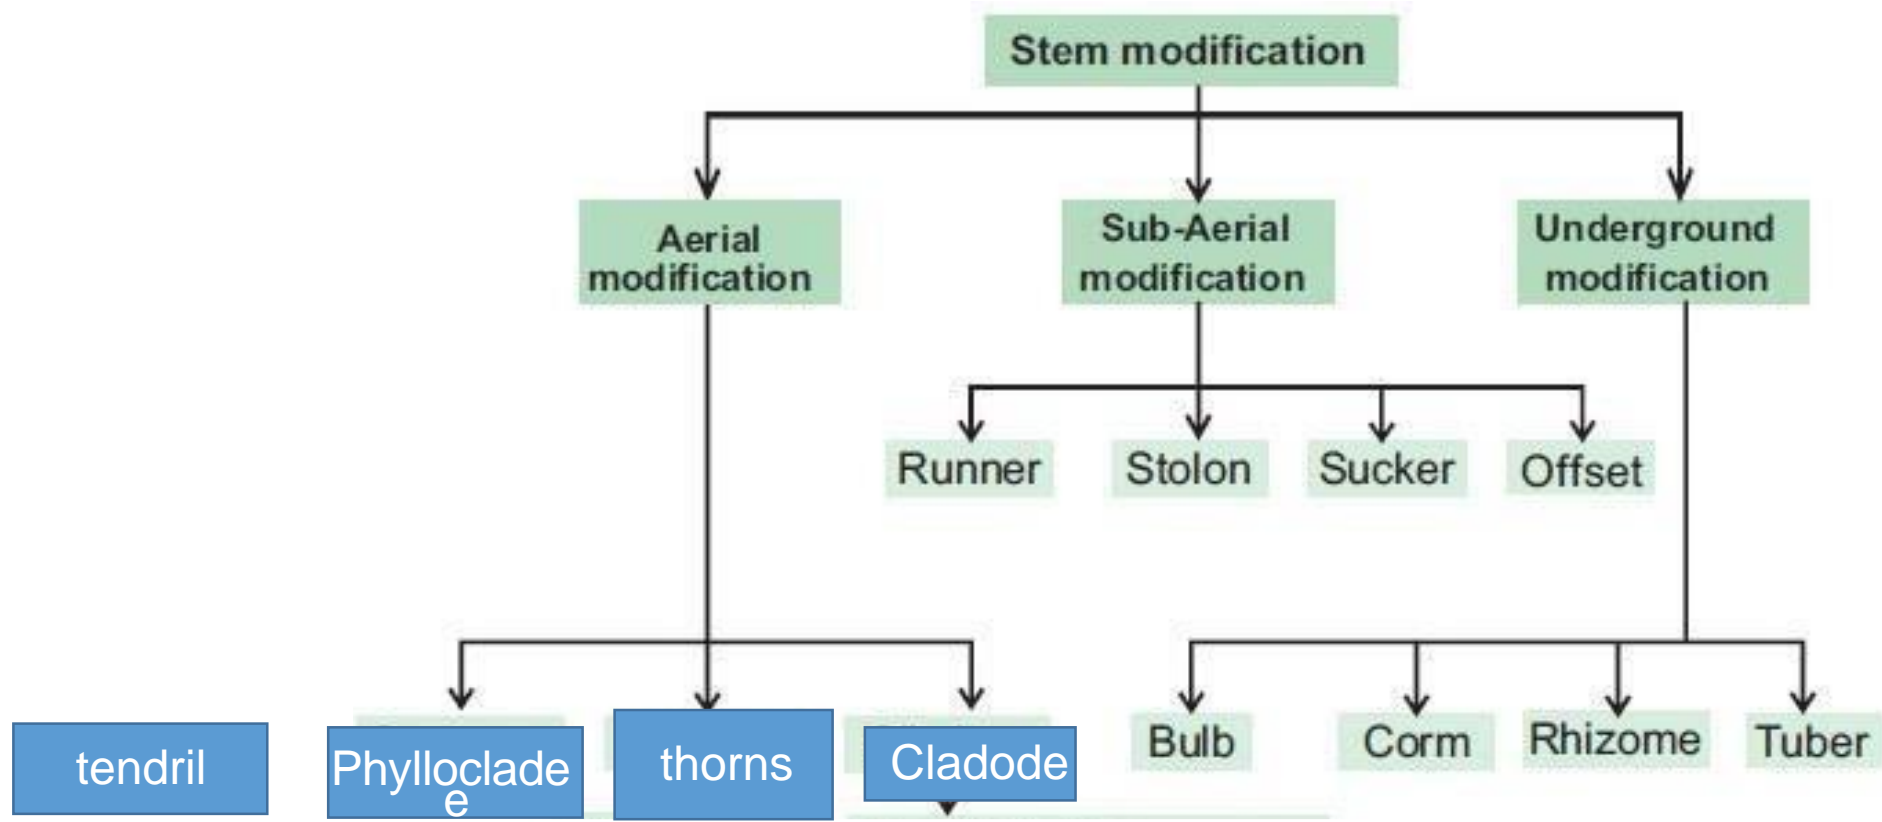 Stem modification
Aerial
modification
Sub-Aerial
modification
Underground
modification
Runner
Stolon
Sucker
Offset
tendril
Phylloclade
e
thorns
Cladode
Bulb
Corm
Rhizome
Tuber